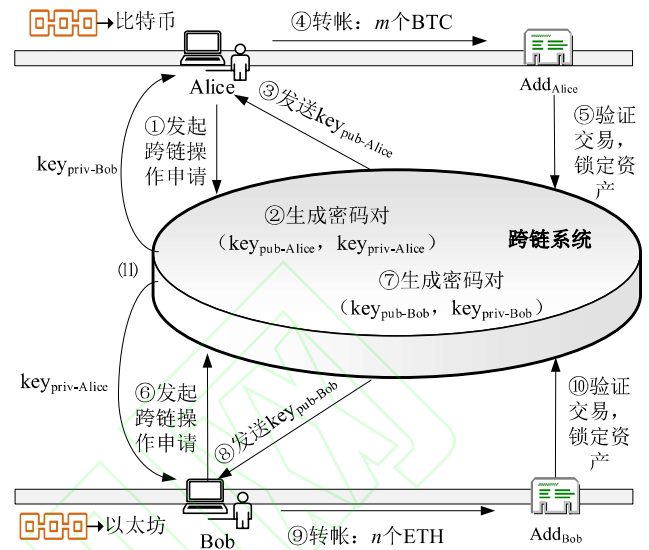 比特币
④转帐：m个BTC
Alice
Add_Alice
③发送key_pub-Alice
①发起
跨链操
作申请
⑤验证
交易，
锁定资
产
key_priv-Bob
②生成密码对
（key_pub-Alice，key_priv-Alice）
跨链系统
⑾
⑦生成密码对
（key_pub-Bob，key_priv-Bob）
key_priv-Alice
⑥发起
跨链操
作申请
⑧发送key_pub-Bob
⑩验证
交易，
锁定资
产
以太坊
Bob
⑨转帐：n个ETH
Add_Bob